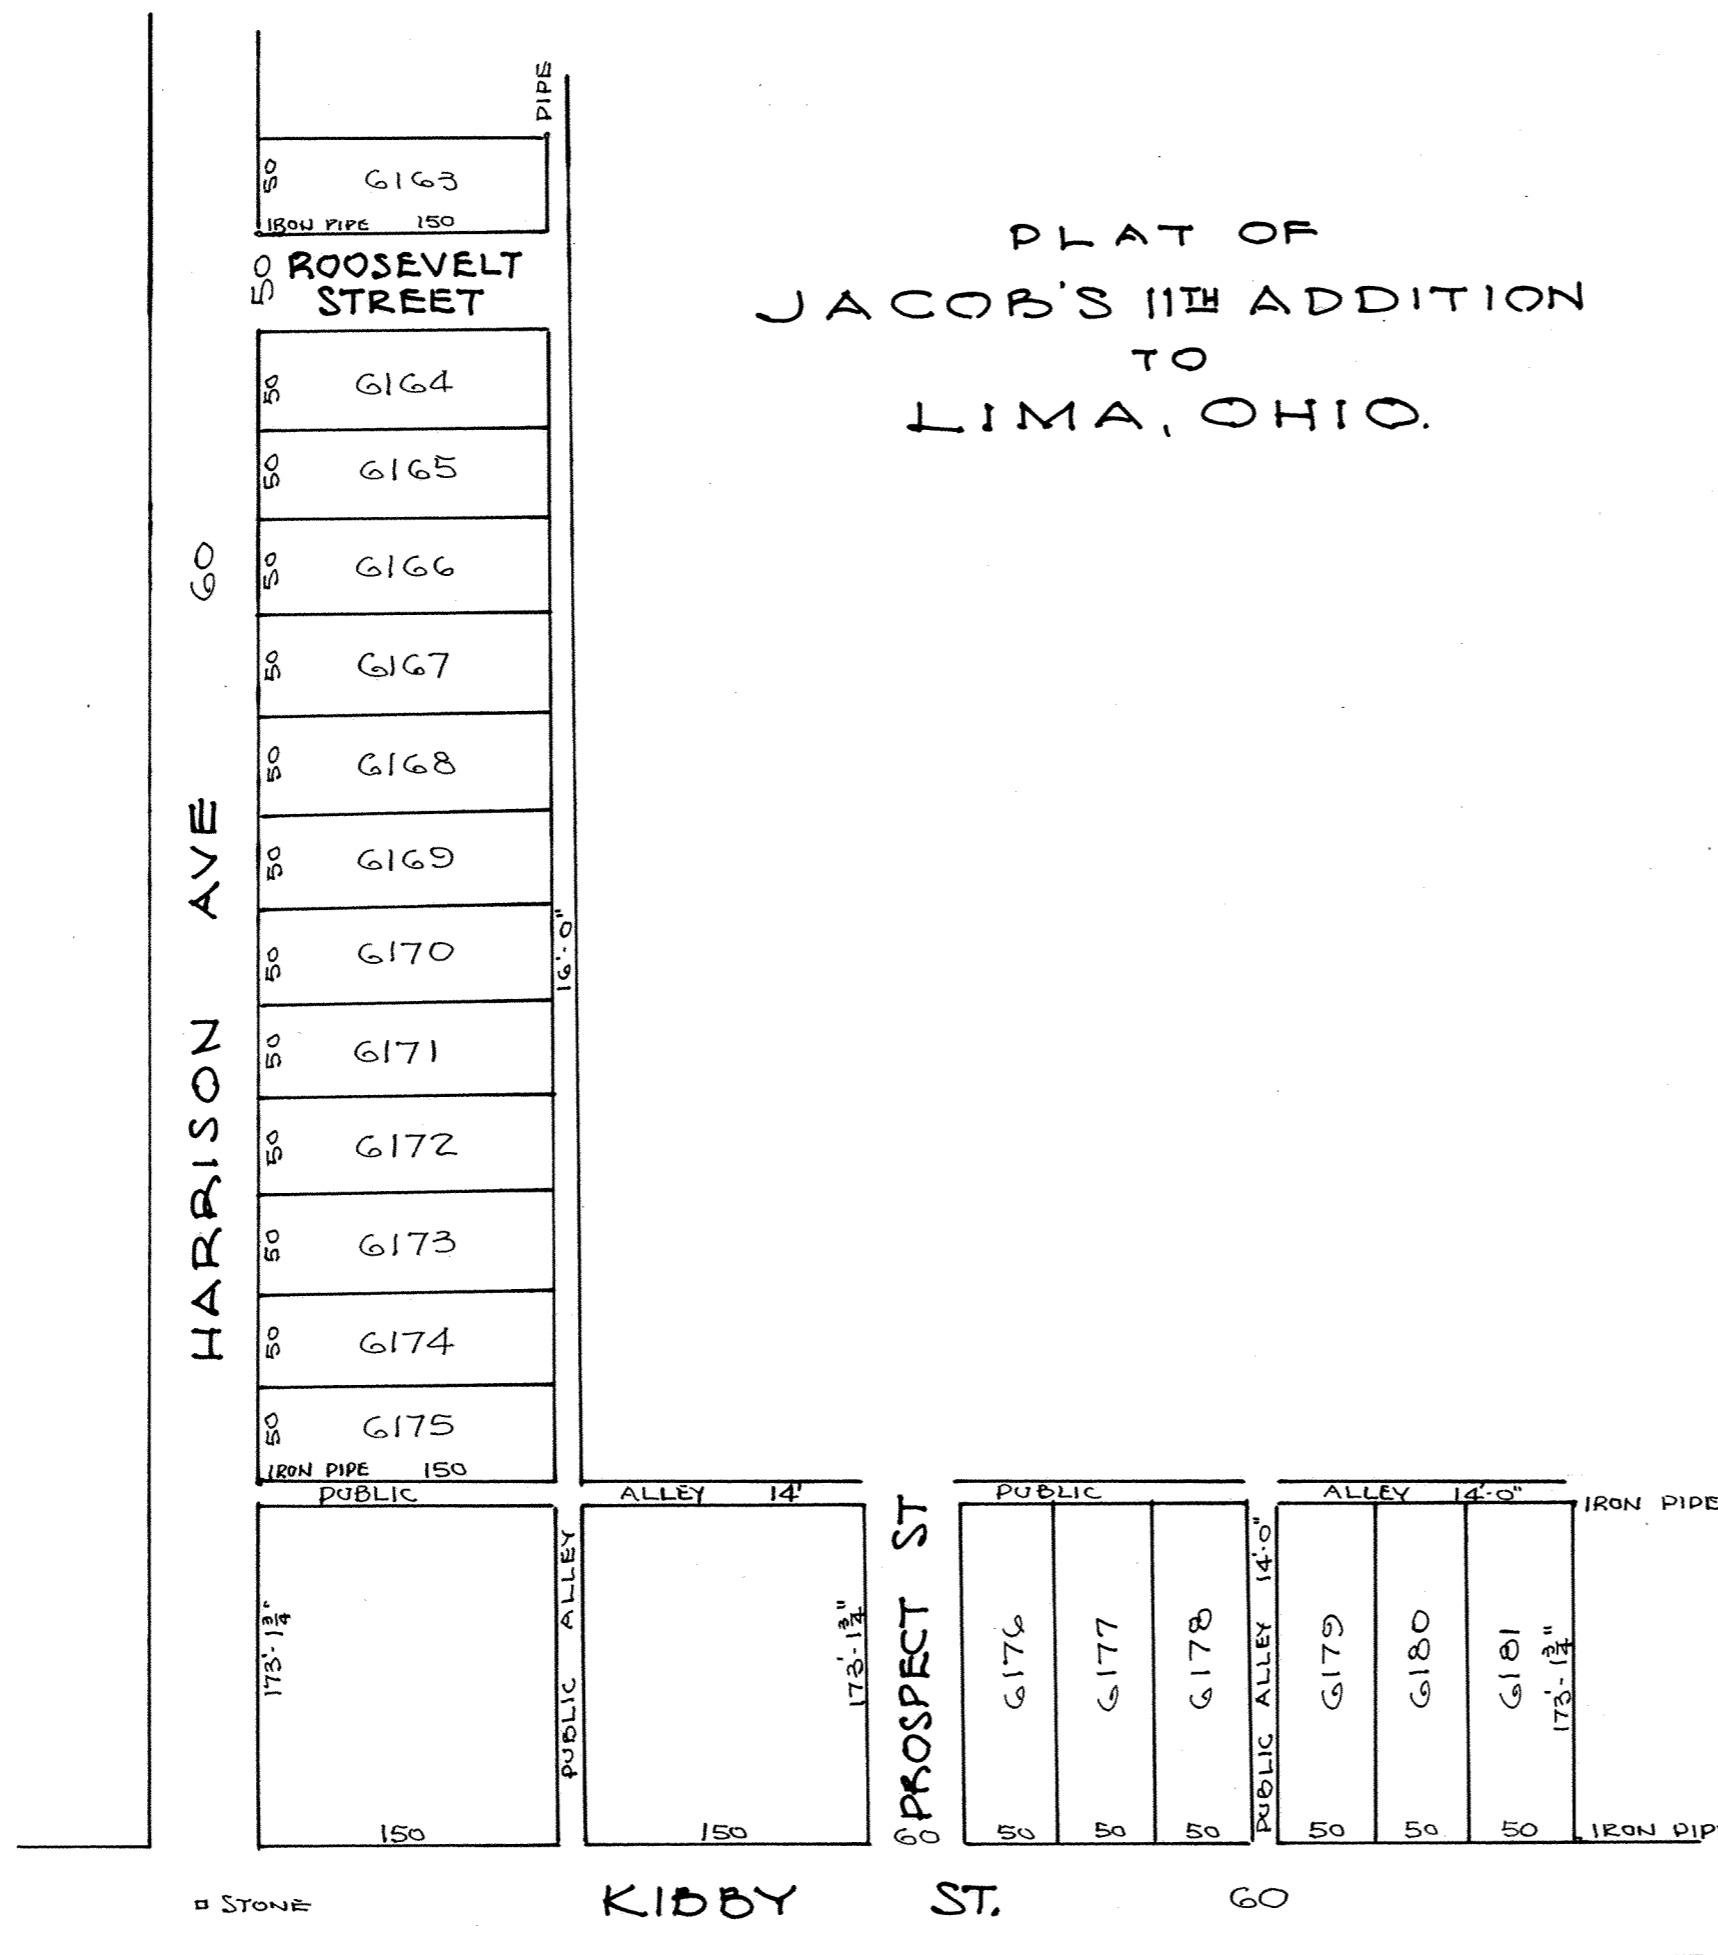 PIPE
50
6163
IRON PIPE 150
50 ROOSEVELT
STREET
PLAT OF
JACOB'S 11TH ADDITION
TO
LIMA, OHIO.
50 6164
50 6165
50 6166
50 6167
50 6168
50 6169
50 6170
50 6171
50 6172
50 6173
50 6174
50 6175
IRON PIPE 150
HARRISON AVE 60
16'-0"
PUBLIC ALLEY 14'
PUBLIC ALLEY 14'-0"
IRON PIPE
173'-1¾"
PUBLIC ALLEY
173'-1¾"
PROSPECT ST
6176
6177
6178
PUBLIC ALLEY 14'-0"
6179
6180
6181
173'-1¾"
150
150
60
50
50
50
50
50
50
IRON PIP
STONE
KIBBY ST. 60